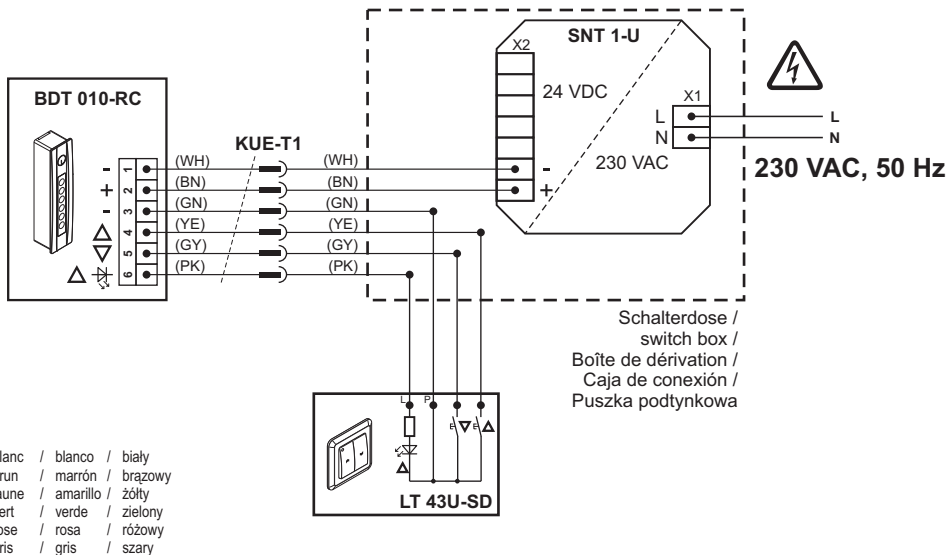 SNT 1-U
X2
24 VDC
X1
L
N
230 VAC
-
+
L
N
230 VAC, 50 Hz
BDT 010-RC
KUE-T1
- 1 (WH) (WH)
+ 2 (BN) (BN)
- 3 (GN) (GN)
4 (YE) (YE)
5 (GY) (GY)
6 (PK) (PK)
Schalterdose /
switch box /
Boîte de dérivation /
Caja de conexión /
Puszka podtynkowa
L P
E E
LT 43U-SD
lanc / blanco / biały
run / marrón / brązowy
aune / amarillo / żółty
ert / verde / zielony
ose / rosa / różowy
ris / gris / szary